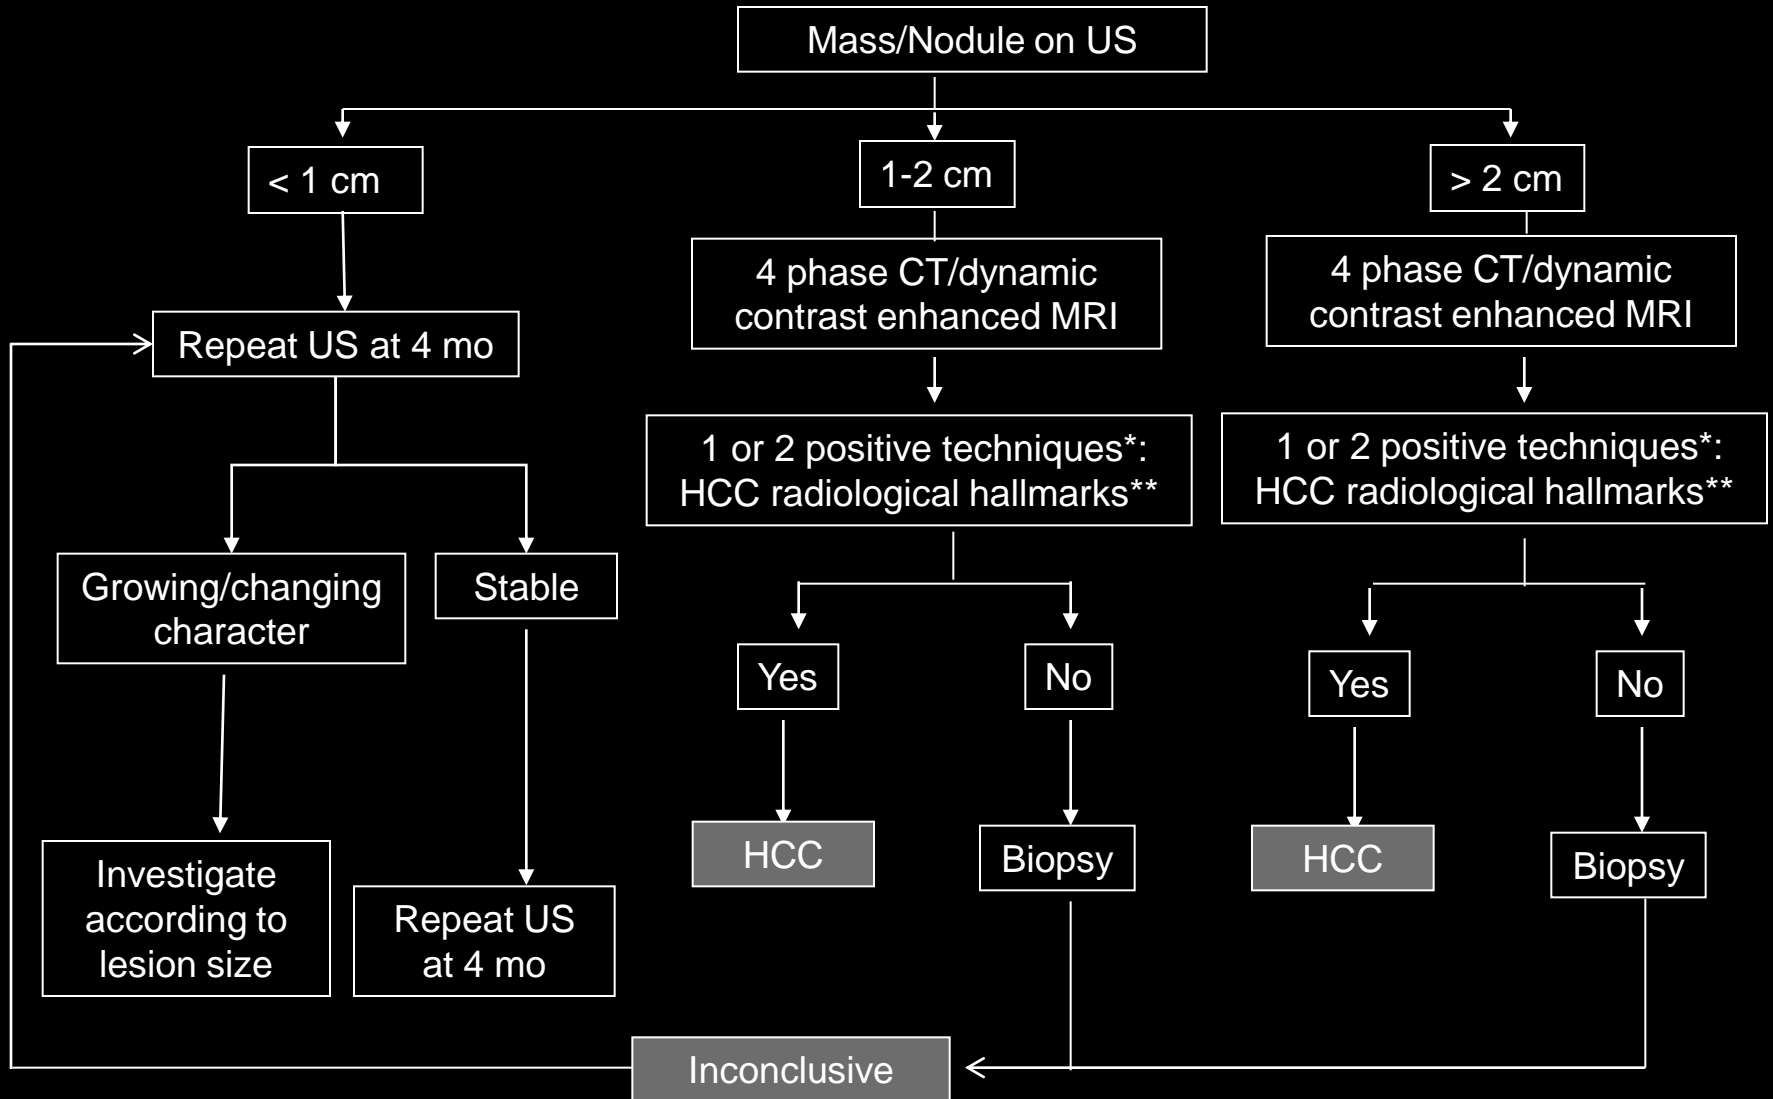 Mass/Nodule on US
< 1 cm
1-2 cm
> 2 cm
4 phase CT/dynamic
contrast enhanced MRI
4 phase CT/dynamic
contrast enhanced MRI
Repeat US at 4 mo
1 or 2 positive techniques*:
HCC radiological hallmarks**
1 or 2 positive techniques*:
HCC radiological hallmarks**
Growing/changing
character
Stable
Yes
No
Yes
No
Investigate
according to
lesion size
Repeat US
at 4 mo
HCC
Biopsy
HCC
Biopsy
Inconclusive